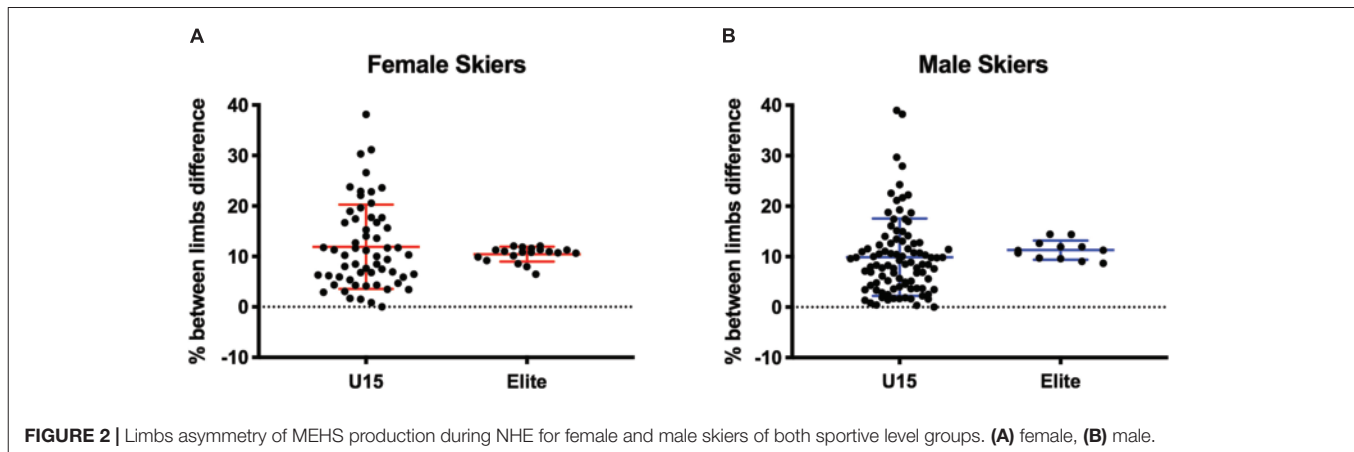 A
Female Skiers
% between limbs difference
40
30
20
10
0
-10
U15
Elite
B
Male Skiers
% between limbs difference
40
30
20
10
0
-10
U15
Elite
FIGURE 2 | Limbs asymmetry of MEHS production during NHE for female and male skiers of both sportive level groups. (A) female, (B) male.